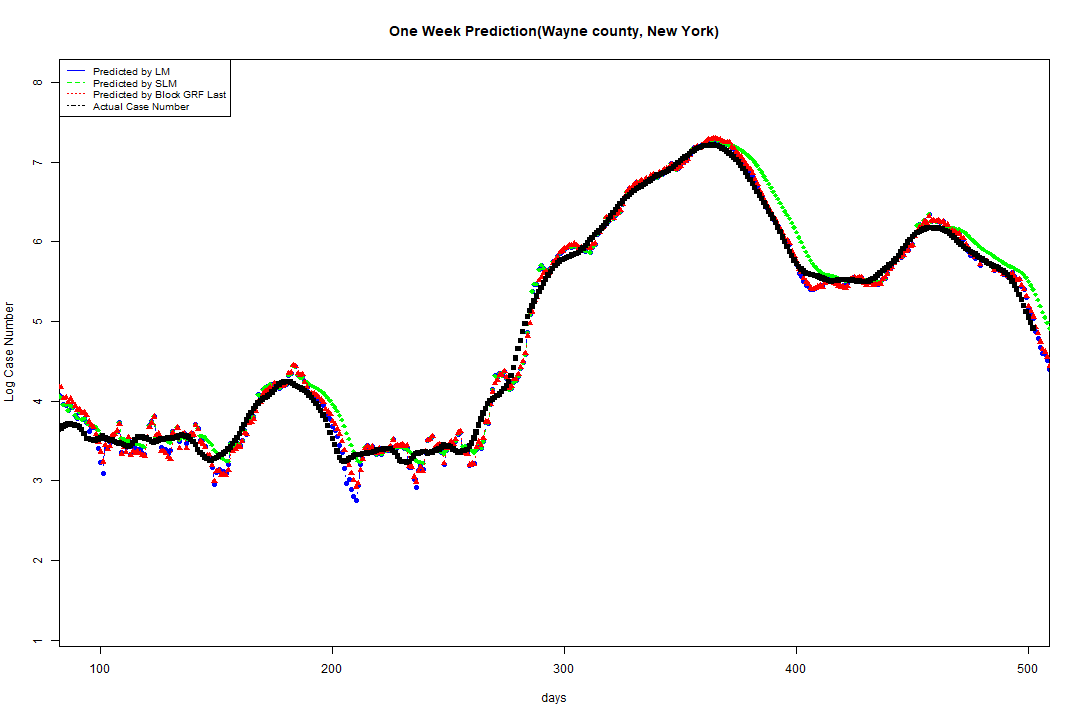 One Week Prediction(Wayne county, New York)
Predicted by LM
Predicted by SLM
Predicted by Block GRF Last
Actual Case Number
8
7
6
5
4
3
2
1
Log Case Number
100 200 300 400 500
days